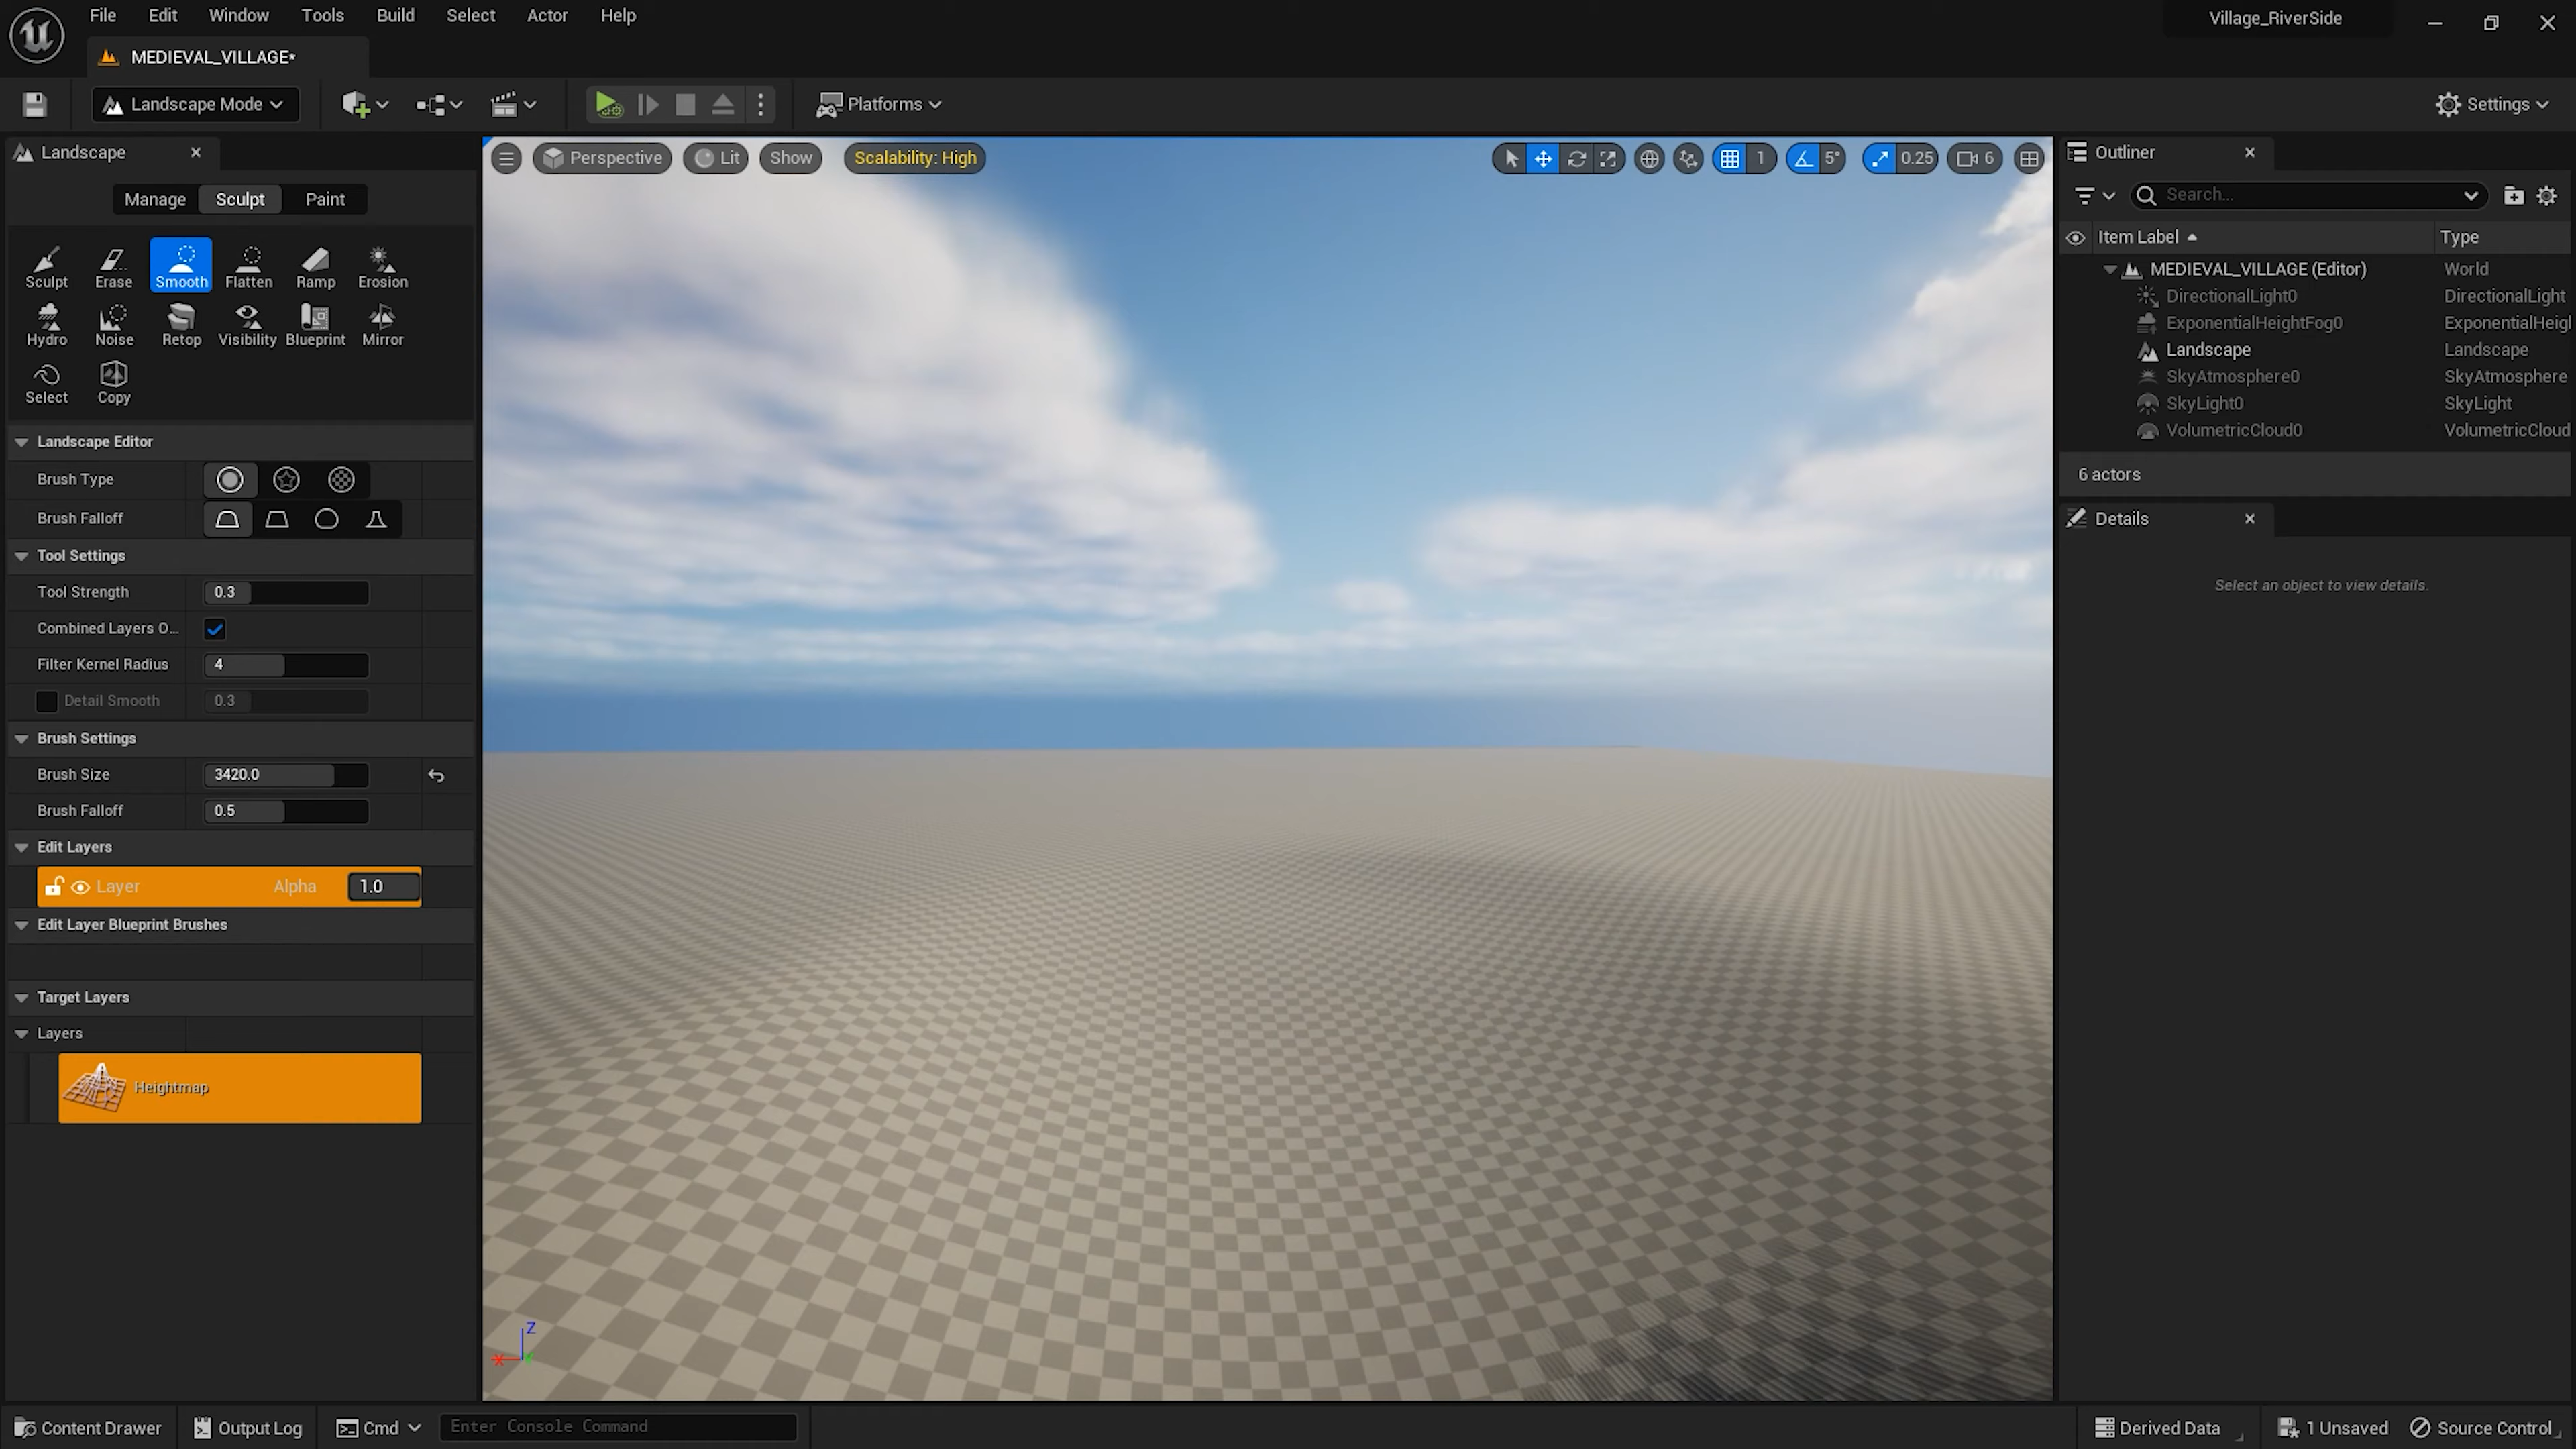 File Edit Window Tools Build Select Actor Help
Village_RiverSide
MEDIEVAL_VILLAGE*
Landscape Mode
Platforms
Settings
Landscape
Manage Sculpt Paint
Sculpt Erase Smooth Flatten Ramp Erosion
Hydro Noise Retop Visibility Blueprint Mirror
Select Copy
Landscape Editor
Brush Type
Brush Falloff
Tool Settings
Tool Strength 0.3
Combined Layers O...
Filter Kernel Radius 4
Detail Smooth 0.3
Brush Settings
Brush Size 3420.0
Brush Falloff 0.5
Edit Layers
Layer Alpha 1.0
Edit Layer Blueprint Brushes
Target Layers
Layers
Heightmap
Perspective Lit Show Scalability: High
1 5° 0.25 6
Z
Outliner
Search...
Item Label Type
MEDIEVAL_VILLAGE (Editor) World
DirectionalLight0 DirectionalLight
ExponentialHeightFog0 ExponentialHeigl
Landscape Landscape
SkyAtmosphere0 SkyAtmosphere
SkyLight0 SkyLight
VolumetricCloud0 VolumetricCloud
6 actors
Details
Select an object to view details.
Content Drawer Output Log Cmd Enter Console Command
Derived Data 1 Unsaved Source Control